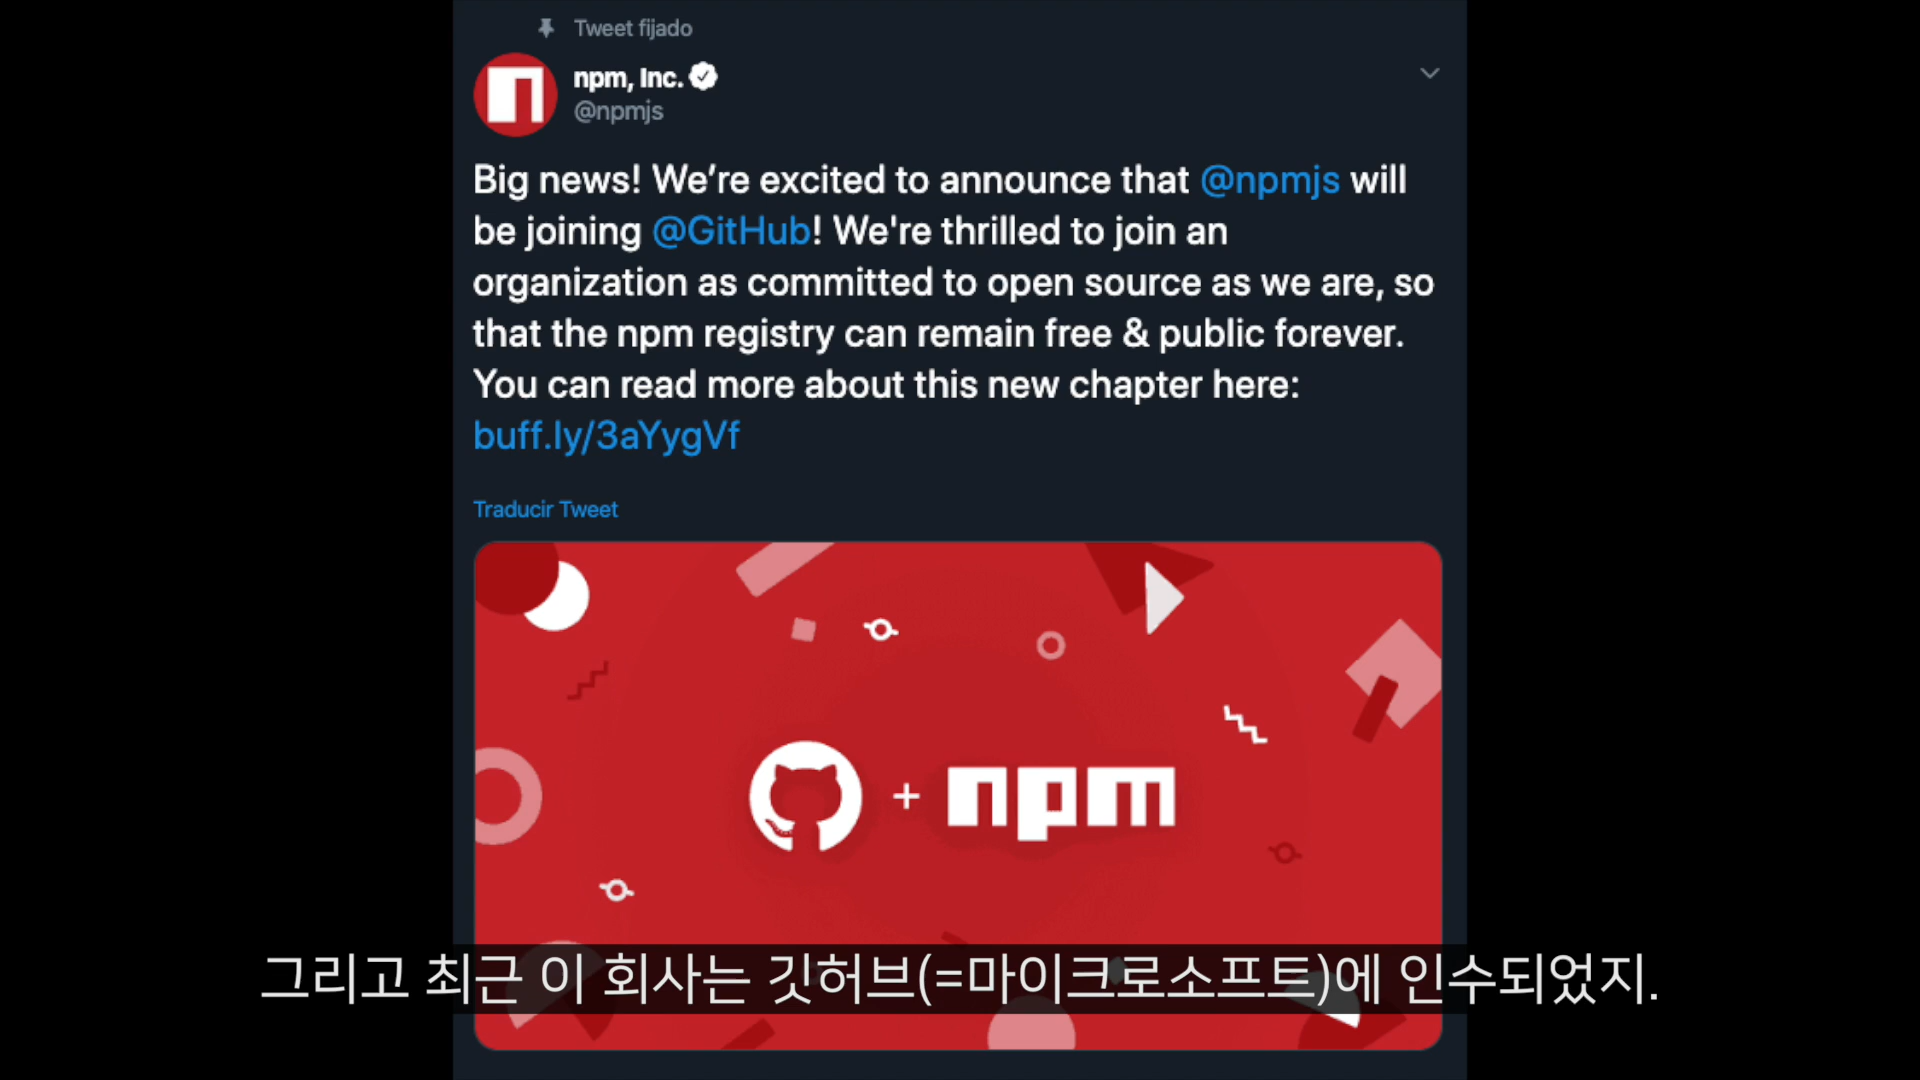 Tweet fijado
npm, Inc.
@npmjs
Big news! We’re excited to announce that @npmjs will
be joining @GitHub! We're thrilled to join an
organization as committed to open source as we are, so
that the npm registry can remain free & public forever.
You can read more about this new chapter here:
buff.ly/3aYygVf
Traducir Tweet
+ npm
그리고 최근 이 회사는 깃허브(=마이크로소프트)에 인수되었지.